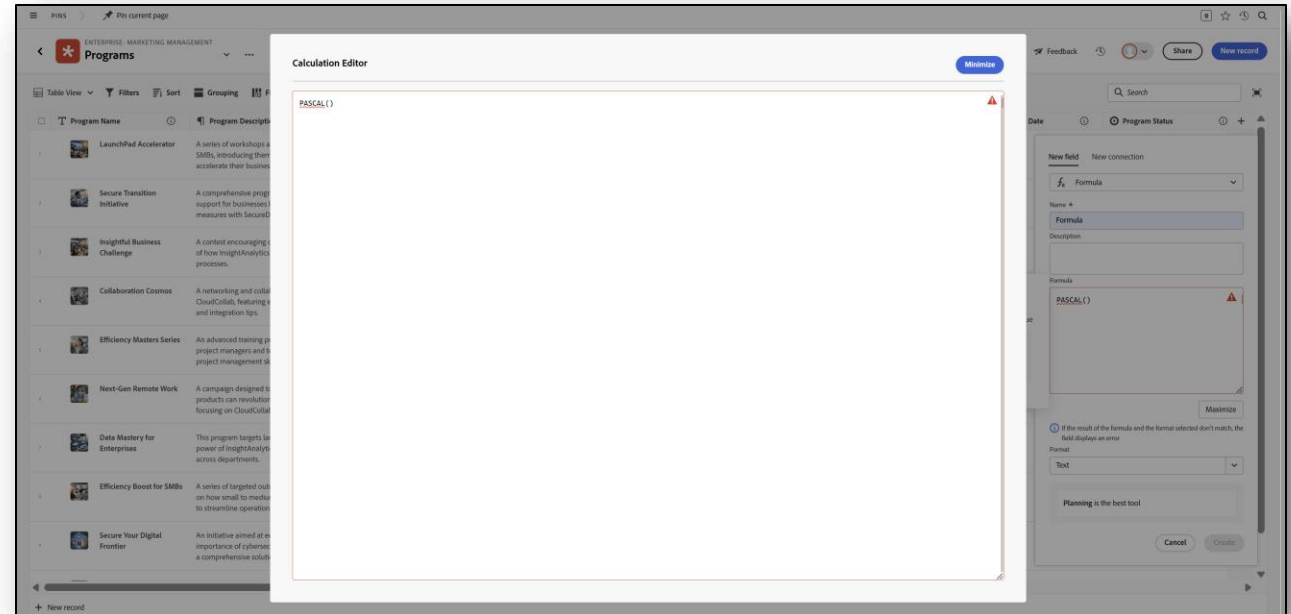 PINS
Pin current page
9
ENTERPRISE: MARKETING MANAGEMENT
Programs
Feedback
Share
New record
Calculation Editor
Minimize
Table View
Filters
Sort
Grouping
Search
Program Name
Program Descripti
Date
Program Status
PASCAL()
LaunchPad Accelerator
A series of workshops a
SMBs, introducing them
accelerate their busines
Secure Transition
Initiative
A comprehensive progr
support for businesses
measures with SecureD
Insightful Business
Challenge
A contest encouraging
of how InsightAnalytics
processes.
Collaboration Cosmos
A networking and colla
CloudCollab, featuring e
and integration tips.
Efficiency Masters Series
An advanced training p
project managers and t
project management sk
Next-Gen Remote Work
A campaign designed t
products can revolution
focusing on CloudCollab
Data Mastery for
Enterprises
This program targets la
power of InsightAnalyti
across departments.
Efficiency Boost for SMBs
A series of targeted out
on how small to mediu
to streamline operation
Secure Your Digital
Frontier
An initiative aimed at e
importance of cybersec
a comprehensive soluti
New record
New field
New connection
Formula
Name
Formula
Description
Formula
PASCAL()
ue
Maximize
If the result of the formula and the format selected don't match, the
field displays an error
Format
Text
Planning is the best tool
Cancel
Create